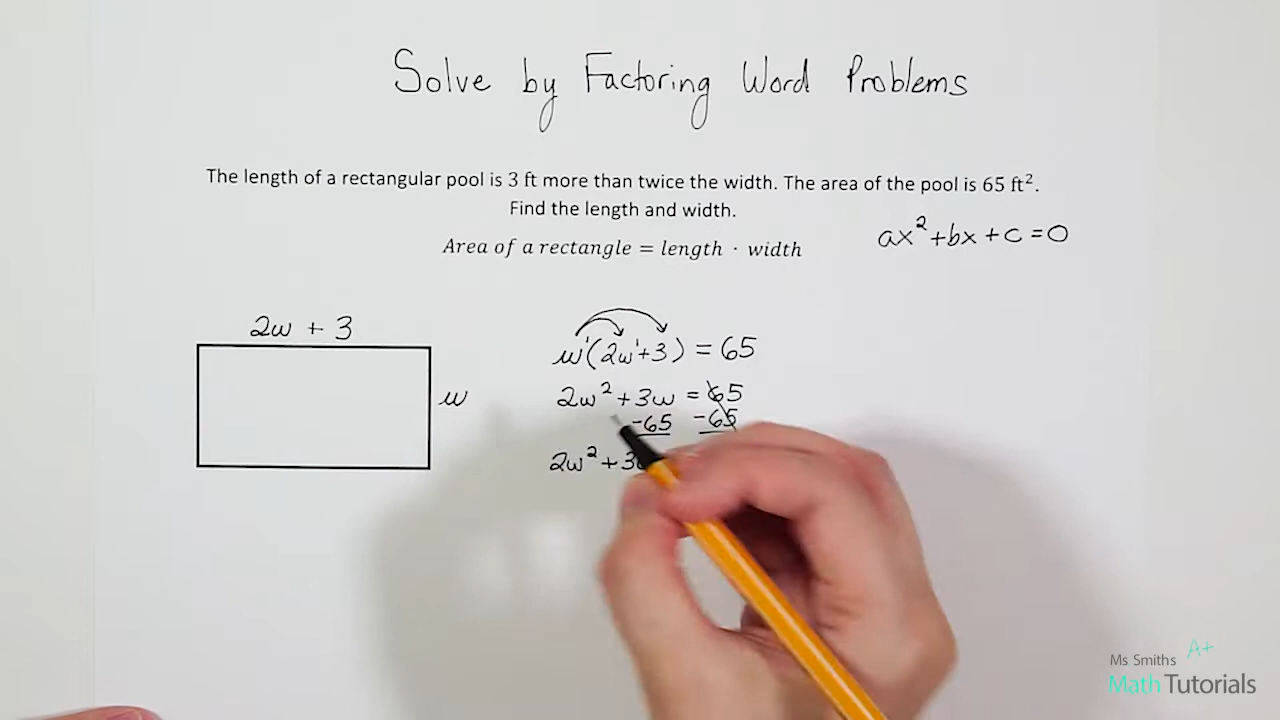 Solve by Factoring Word Problems
The length of a rectangular pool is 3 ft more than twice the width. The area of the pool is 65 ft².
Find the length and width.
Area of a rectangle = length · width
ax² + bx + c = 0
2w + 3
w
w¹(2w¹+3) = 65
2w² + 3w = 65
-65 -65
2w² + 3
Ms Smiths A+
Math Tutorials